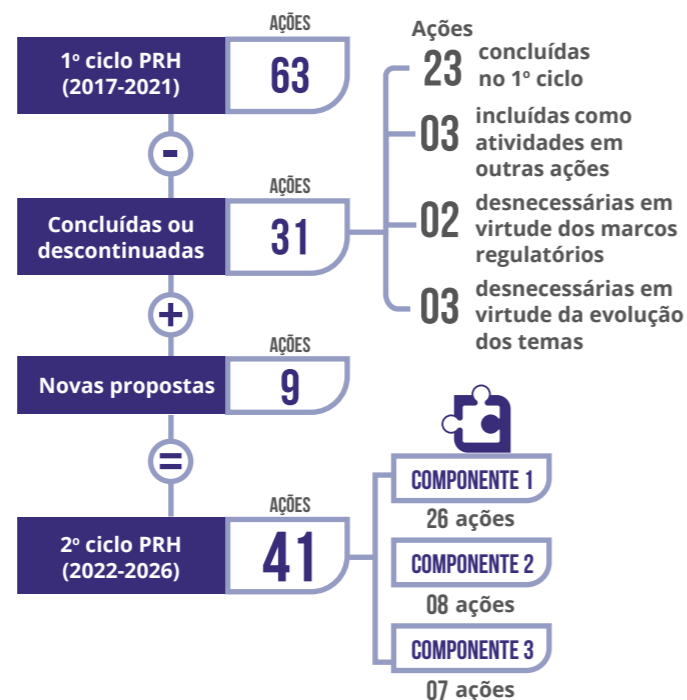 AÇÕES
1º ciclo PRH
(2017-2021)
63
-
AÇÕES
Concluídas ou
descontinuadas
31
Ações
23
concluídas
no 1º ciclo
03
incluídas como
atividades em
outras ações
02
desnecessárias em
virtude dos marcos
regulatórios
03
desnecessárias em
virtude da evolução
dos temas
+
AÇÕES
Novas propostas
9
=
AÇÕES
2º ciclo PRH
(2022-2026)
41
COMPONENTE 1
26 ações
COMPONENTE 2
08 ações
COMPONENTE 3
07 ações